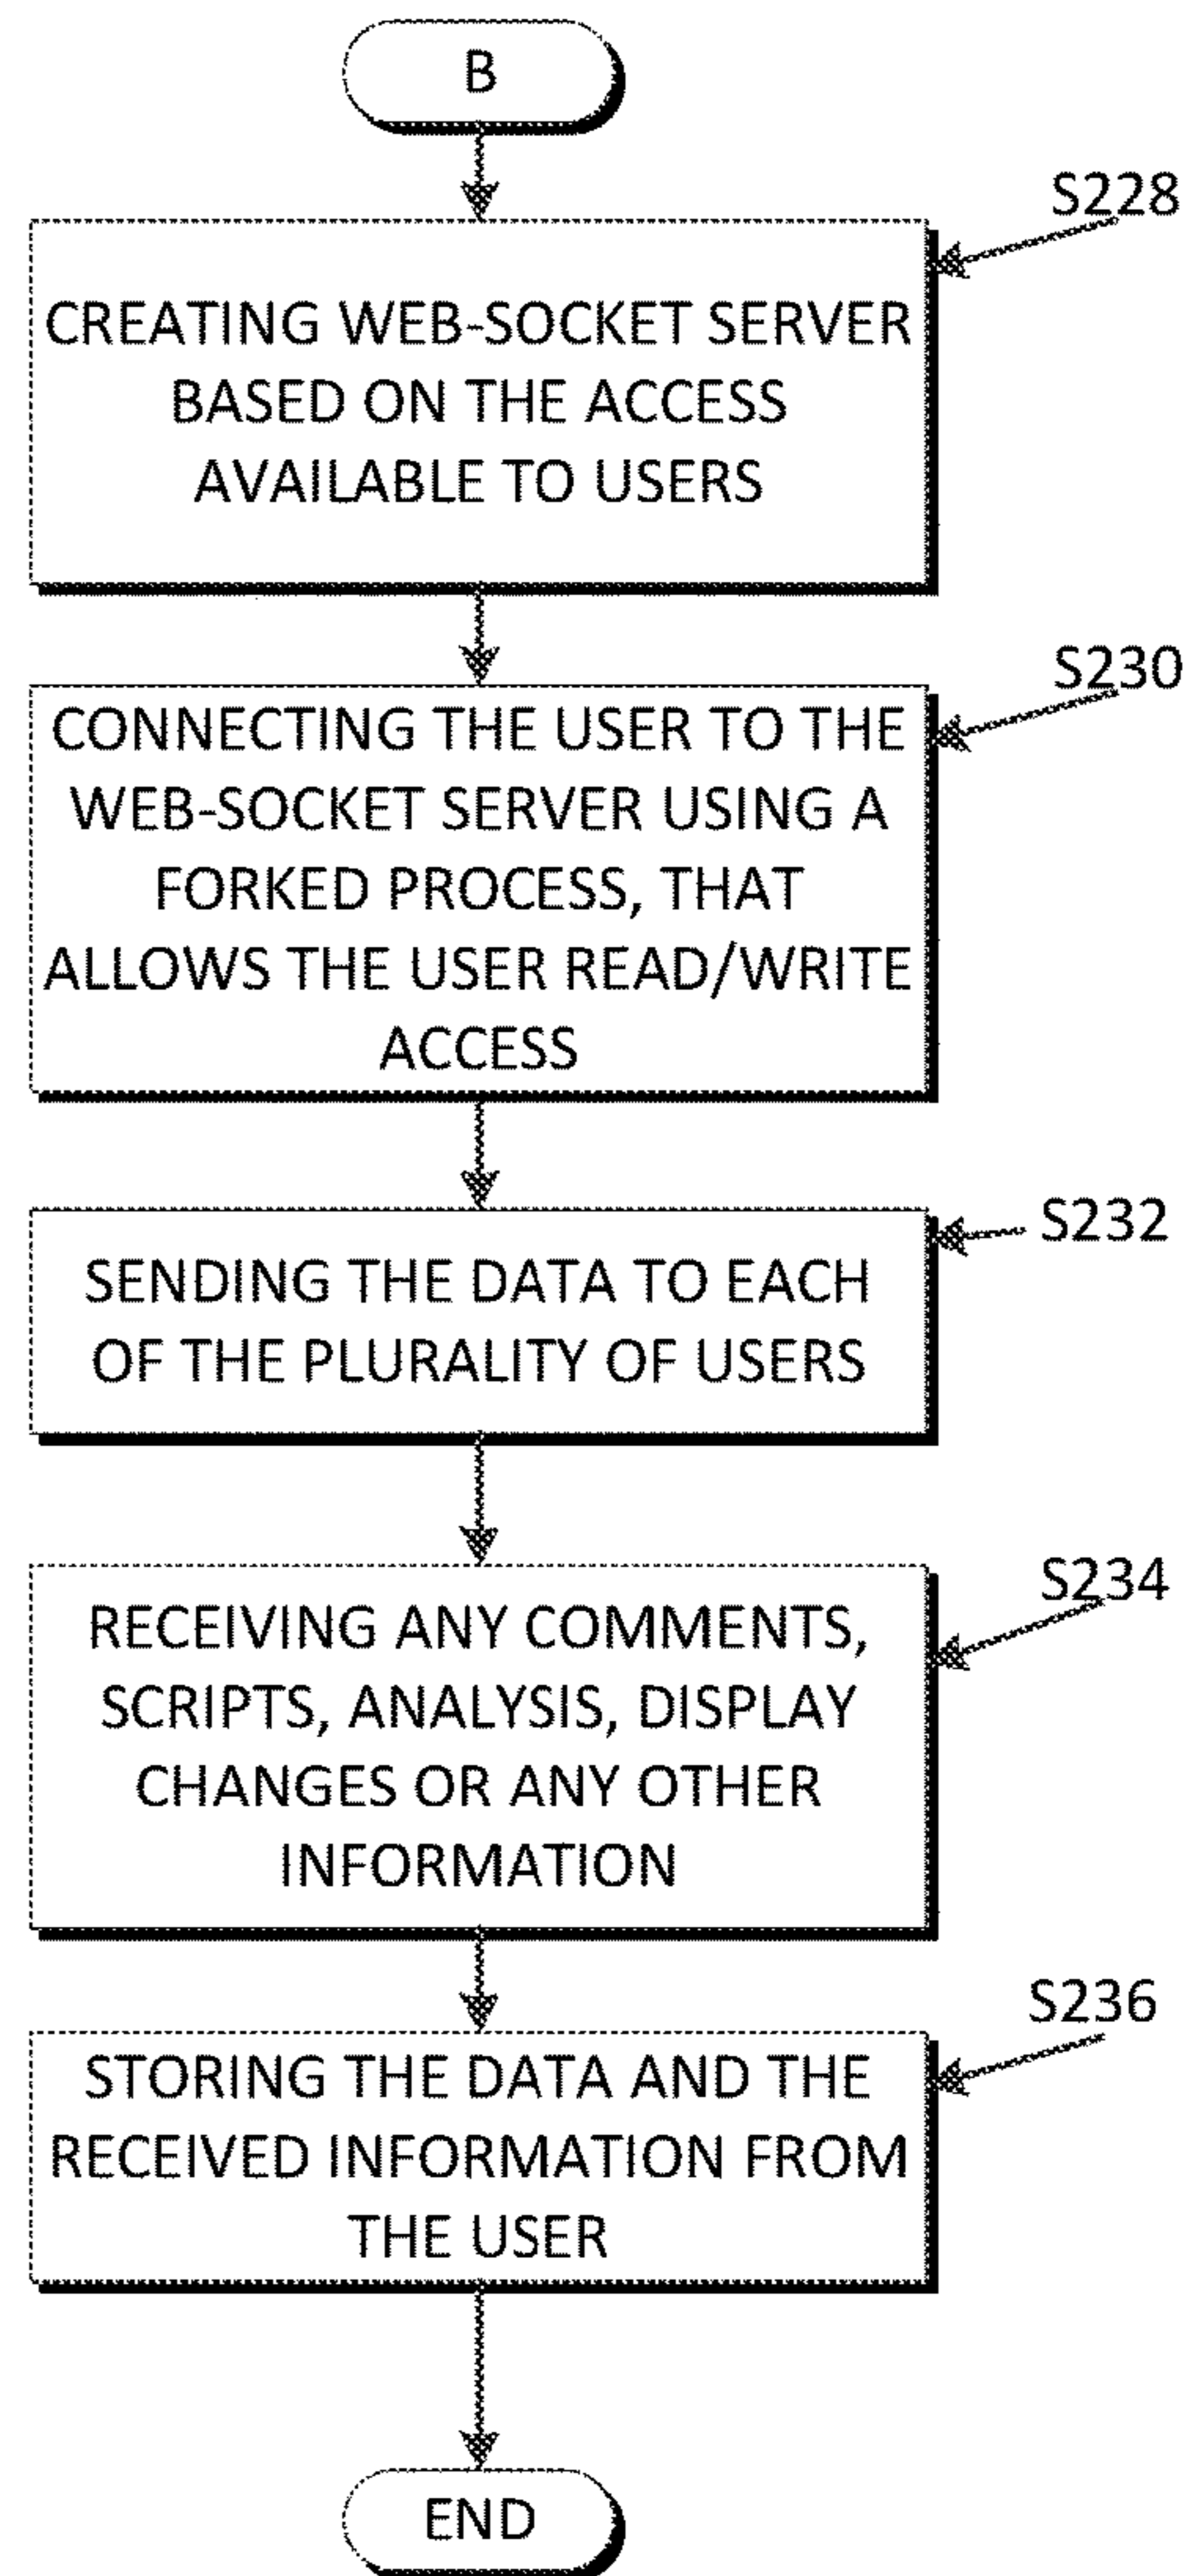 B
S228
CREATING WEB-SOCKET SERVER
BASED ON THE ACCESS
AVAILABLE TO USERS
S230
CONNECTING THE USER TO THE
WEB-SOCKET SERVER USING A
FORKED PROCESS, THAT
ALLOWS THE USER READ/WRITE
ACCESS
S232
SENDING THE DATA TO EACH
OF THE PLURALITY OF USERS
S234
RECEIVING ANY COMMENTS,
SCRIPTS, ANALYSIS, DISPLAY
CHANGES OR ANY OTHER
INFORMATION
S236
STORING THE DATA AND THE
RECEIVED INFORMATION FROM
THE USER
END